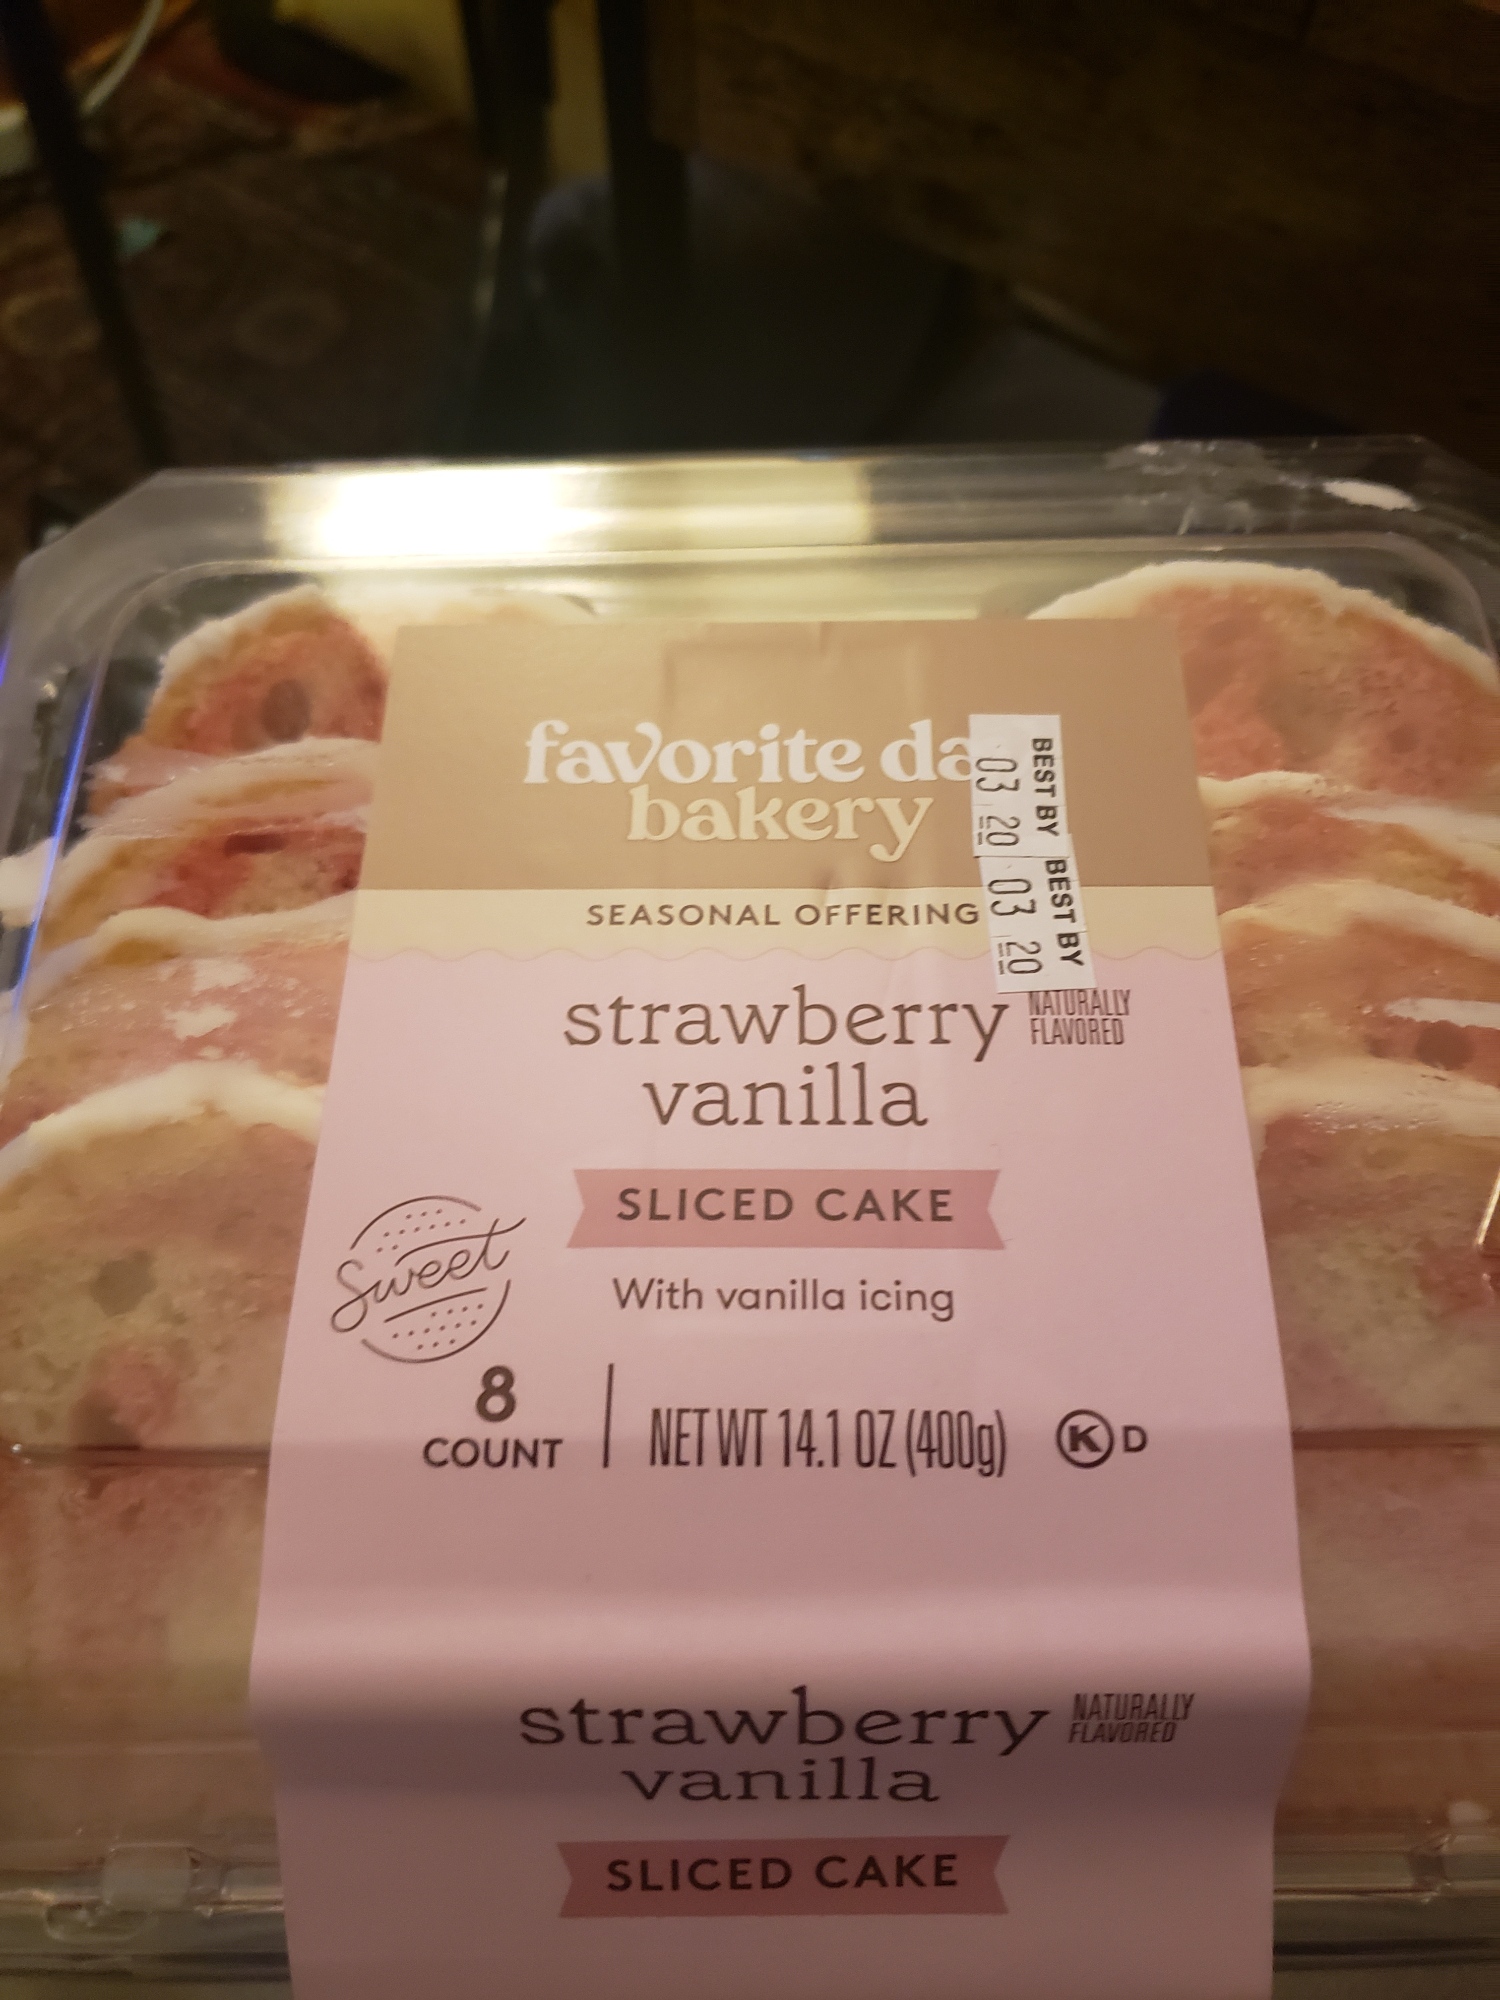 favorite da
bakery
BEST BY
03 20
BEST BY
03 20
SEASONAL OFFERING
strawberry
vanilla
NATURALLY
FLAVORED
SLICED CAKE
With vanilla icing
Sweet
8
COUNT
NET WT 14.1 OZ (400g)
K D
strawberry
vanilla
NATURALLY
FLAVORED
SLICED CAKE